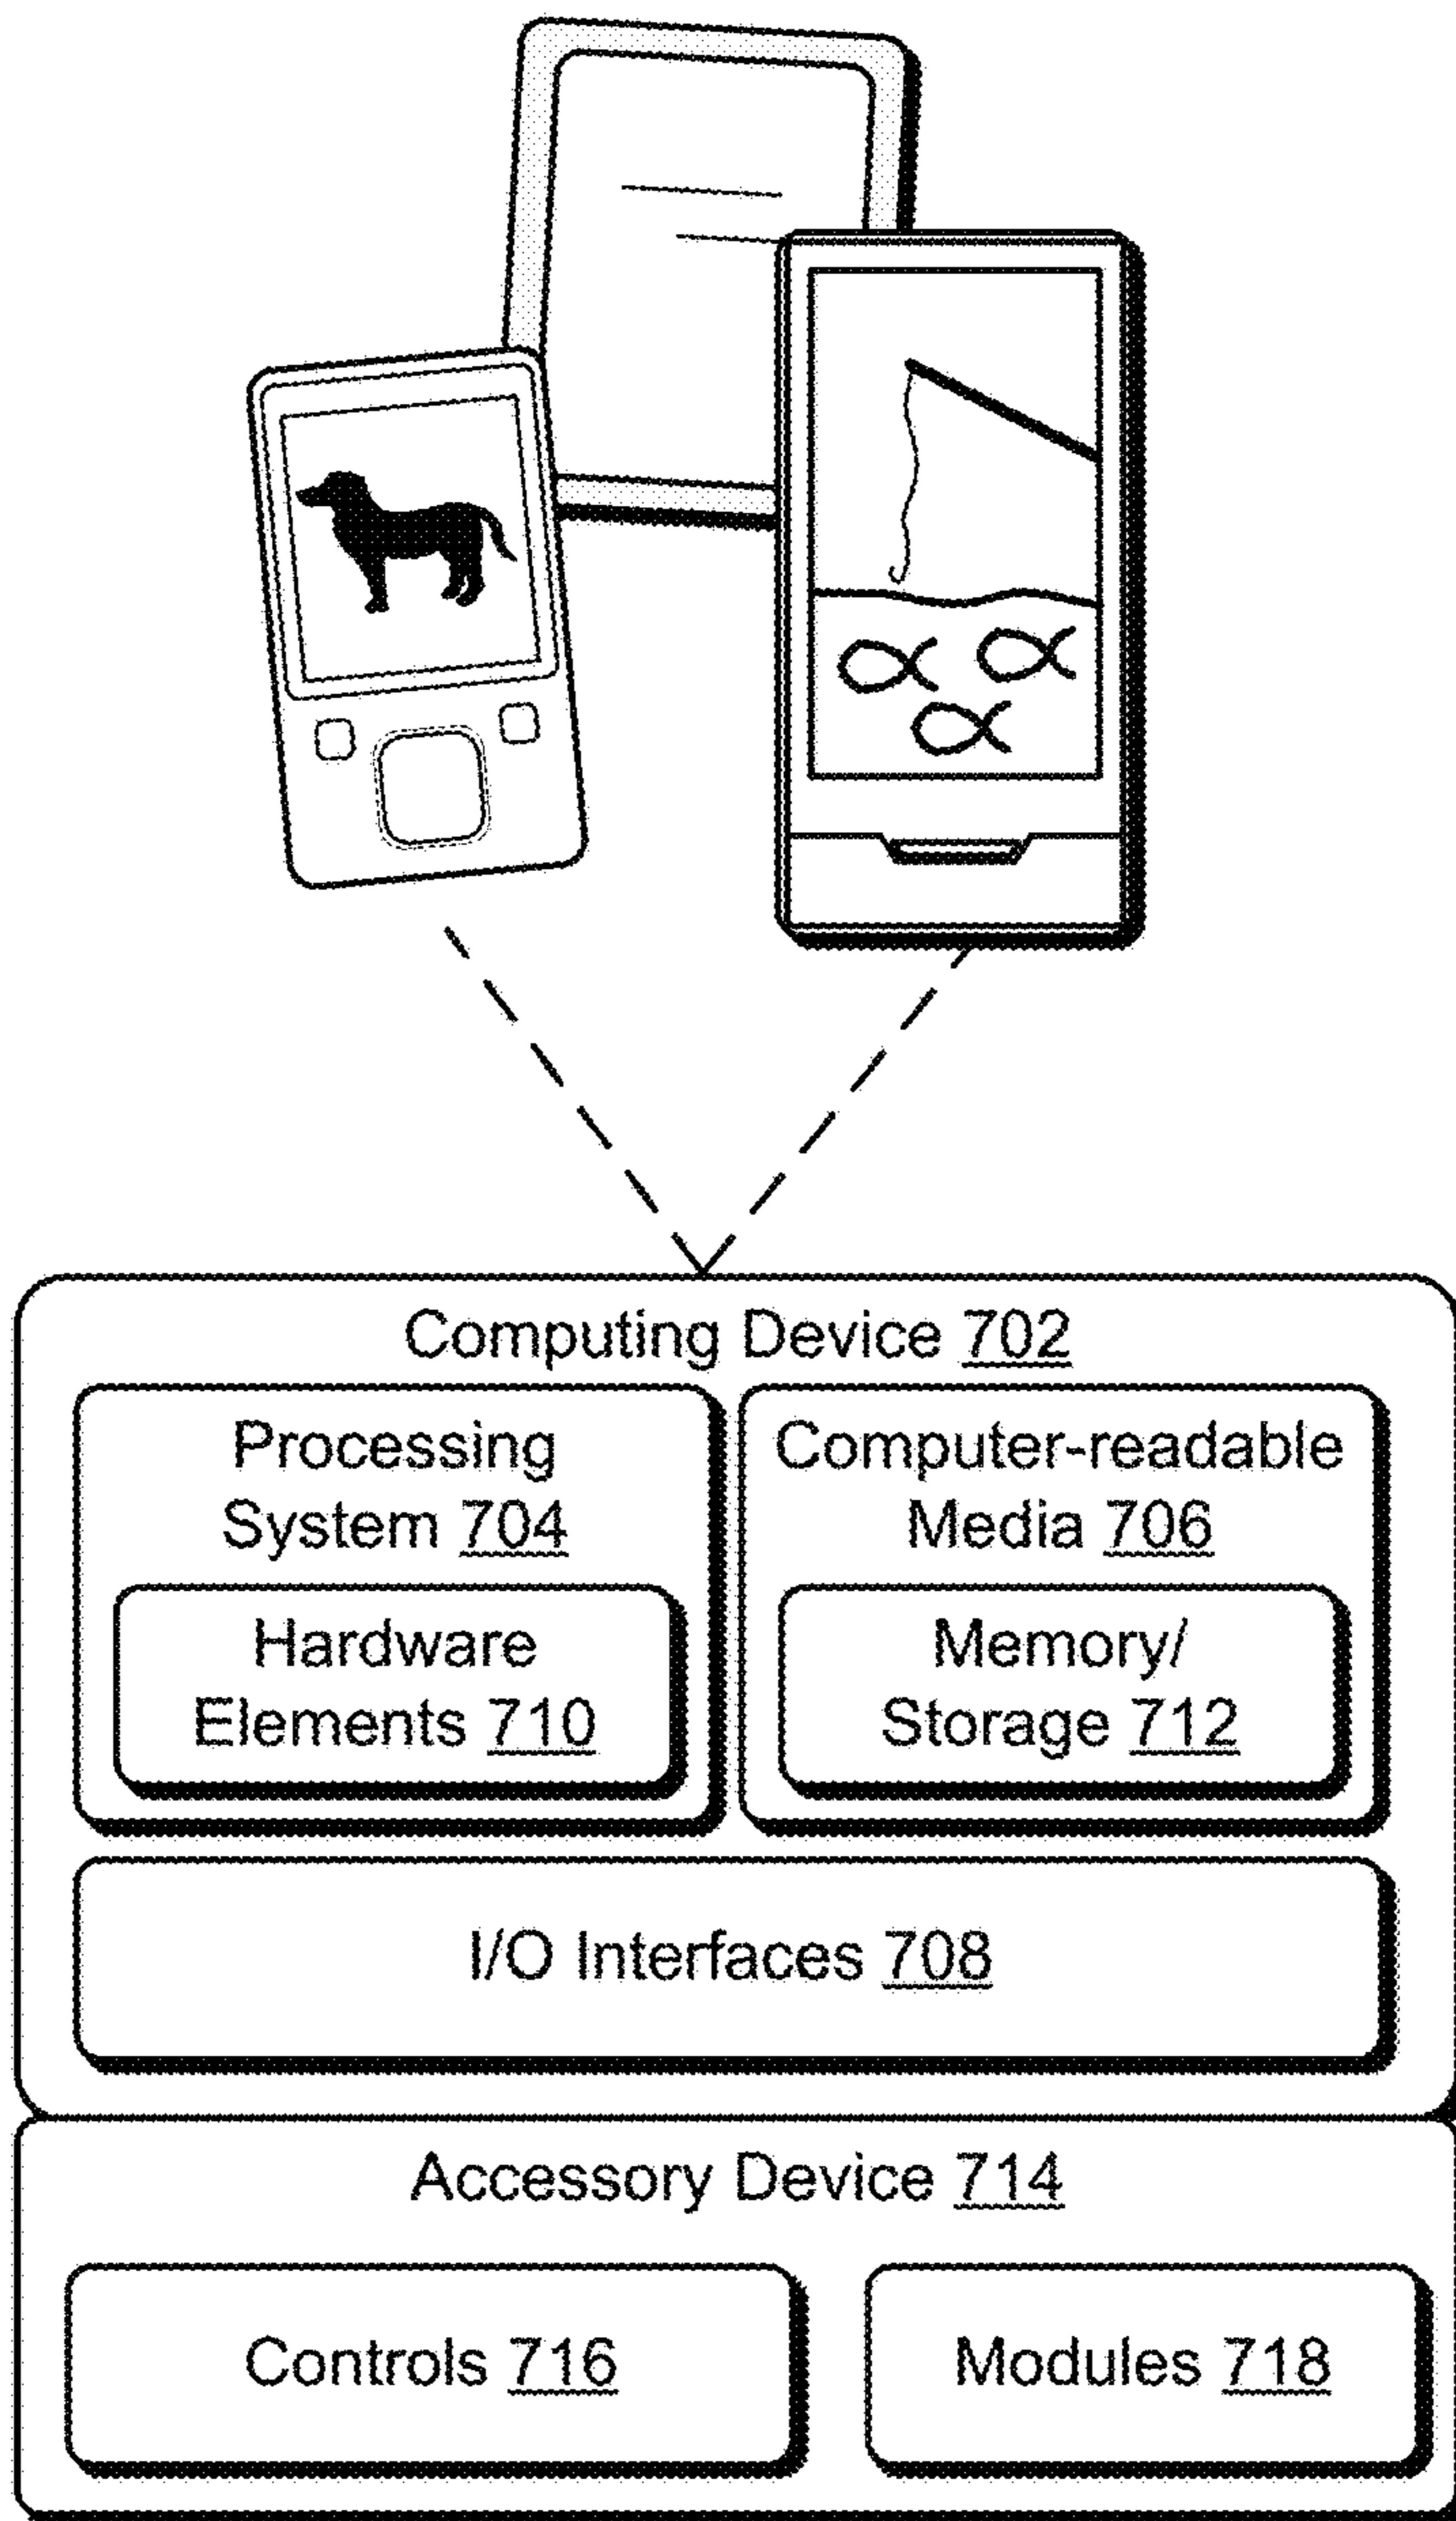 Computing Device 702
Processing
System 704
Hardware
Elements 710
Computer-readable
Media 706
Memory/
Storage 712
I/O Interfaces 708
Accessory Device 714
Controls 716
Modules 718